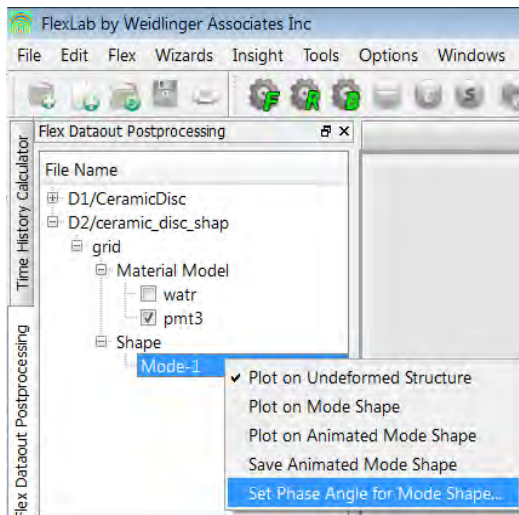 FlexLab by Weidlinger Associates Inc
File Edit Flex Wizards Insight Tools Options Windows
F R B S
Flex Dataout Postprocessing
Time History Calculator
Flex Dataout Postprocessing
File Name
D1/CeramicDisc
D2/ceramic_disc_shap
grid
Material Model
watr
pmt3
Shape
Mode-1
Plot on Undeformed Structure
Plot on Mode Shape
Plot on Animated Mode Shape
Save Animated Mode Shape
Set Phase Angle for Mode Shape...